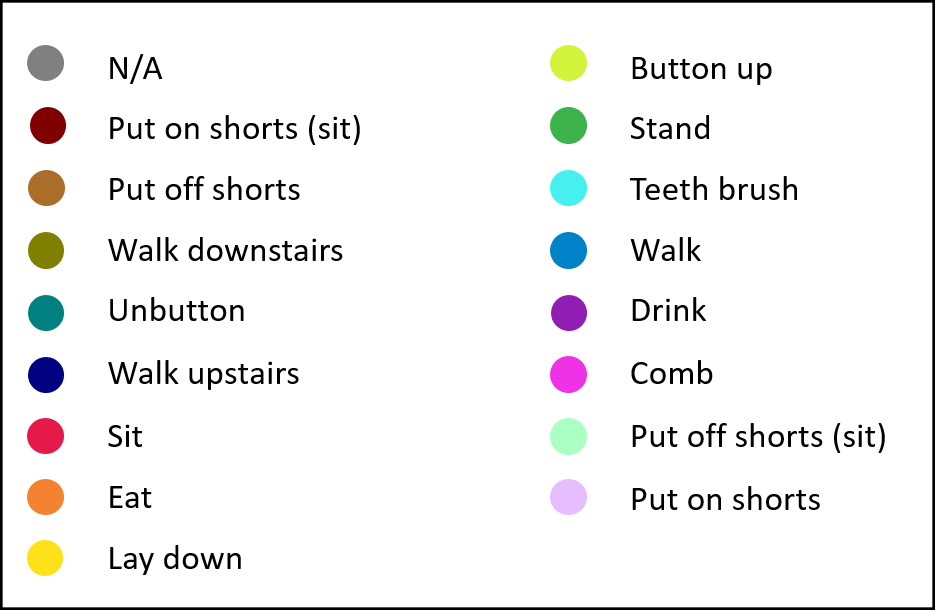 N/A
Put on shorts (sit)
Put off shorts
Walk downstairs
Unbutton
Walk upstairs
Sit
Eat
Lay down
Button up
Stand
Teeth brush
Walk
Drink
Comb
Put off shorts (sit)
Put on shorts